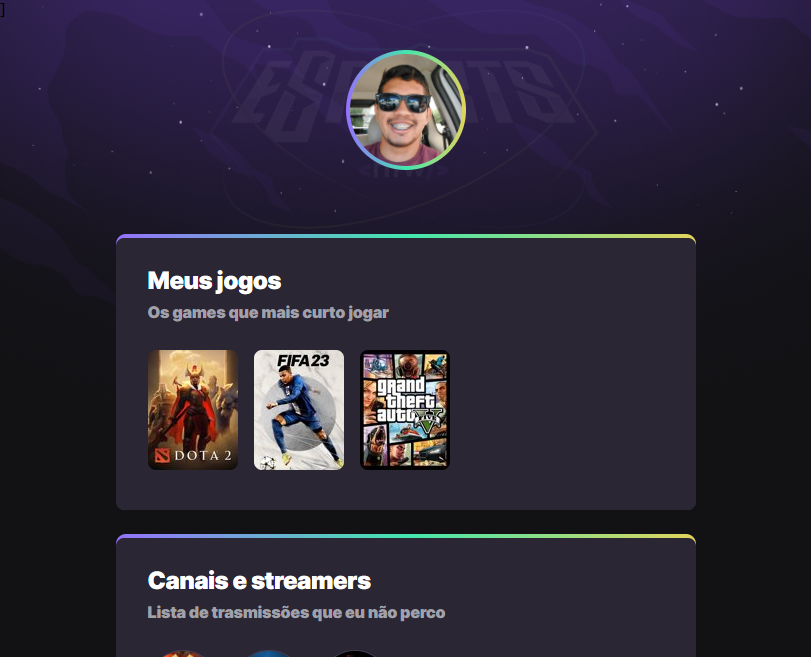 ]
ESPORTS
Meus jogos
Os games que mais curto jogar
DOTA 2
FIFA 23
grand
theft
auto
V
Canais e streamers
Lista de trasmissões que eu não perco